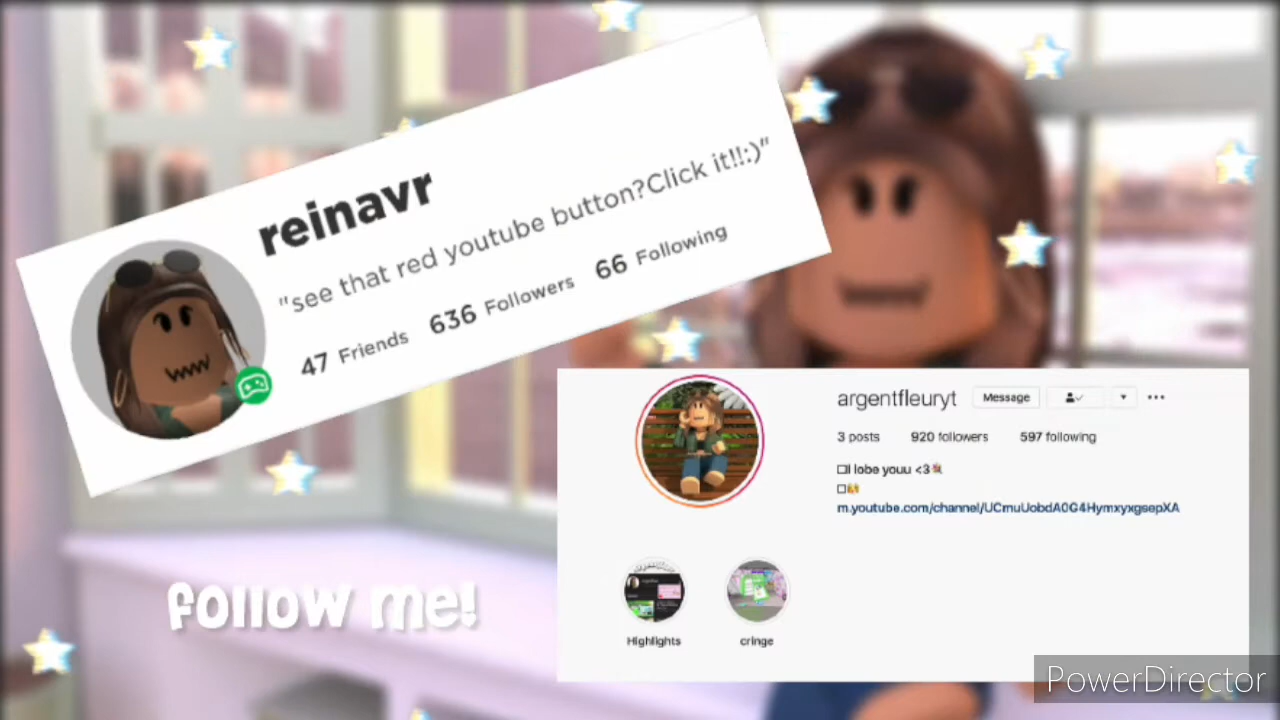 reinavr
"see that red youtube button?Click it!!:)"
47 Friends 636 Followers 66 Following
argentfleuryt Message
3 posts 920 followers 597 following
I lobe youu <3
m.youtube.com/channel/UCmuUobdA0G4HymxyxgsepXA
Highlights cringe
follow me!
PowerDirector